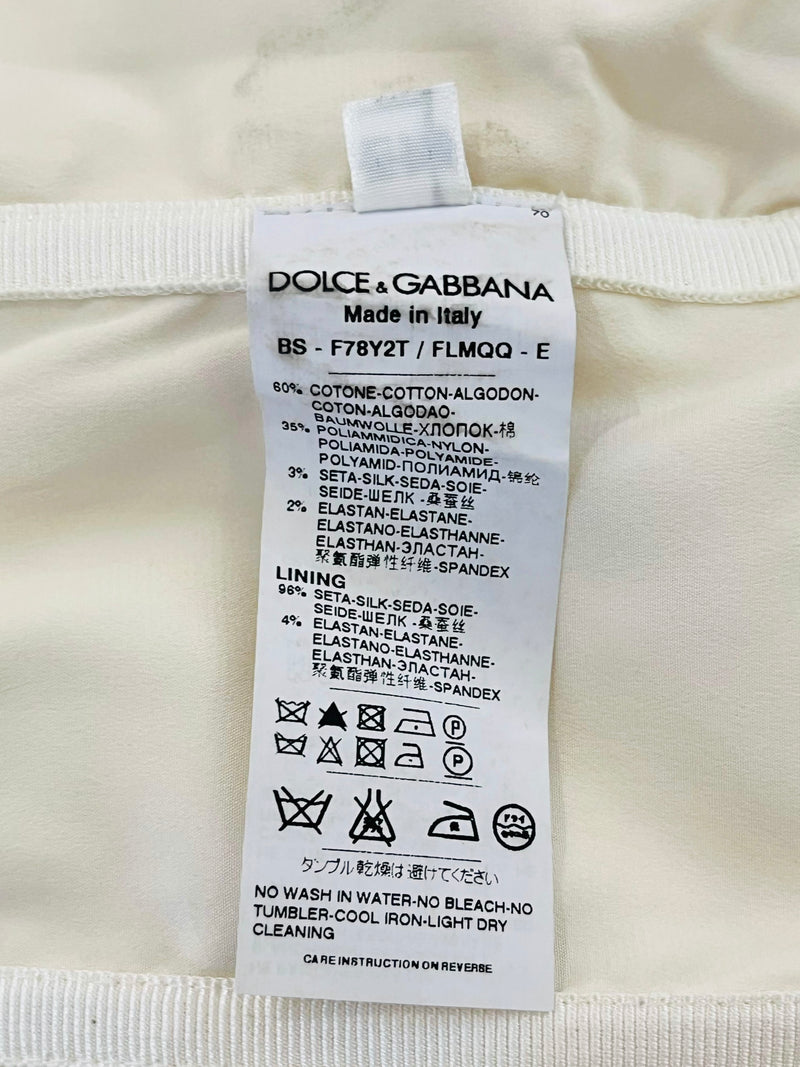 70
DOLCE & GABBANA
Made in Italy
BS - F78Y2T / FLMQQ - E
60% COTONE-COTTON-ALGODON-
COTON-ALGODAO-
BAUMWOLLE-ХЛОПОК-棉
35% POLIAMMIDICA-NYLON-
POLIAMIDA-POLYAMIDE-
POLYAMID-ПОЛИАМИД-锦纶
3% SETA-SILK-SEDA-SOIE-
SEIDE-ШЕЛК -桑蚕丝
2% ELASTAN-ELASTANE-
ELASTANO-ELASTHANNE-
ELASTHAN-ЭЛАСТАН-
聚氨酯弹性纤维-SPANDEX
LINING
96% SETA-SILK-SEDA-SOIE-
SEIDE-ШЕЛК -桑蚕丝
4% ELASTAN-ELASTANE-
ELASTANO-ELASTHANNE-
ELASTHAN-ЭЛАСТАН-
聚氨酯弹性纤维-SPANDEX
P
P
ドライ
タンブル乾燥は避けてください
NO WASH IN WATER-NO BLEACH-NO
TUMBLER-COOL IRON-LIGHT DRY
CLEANING
CARE INSTRUCTION ON REVERSE